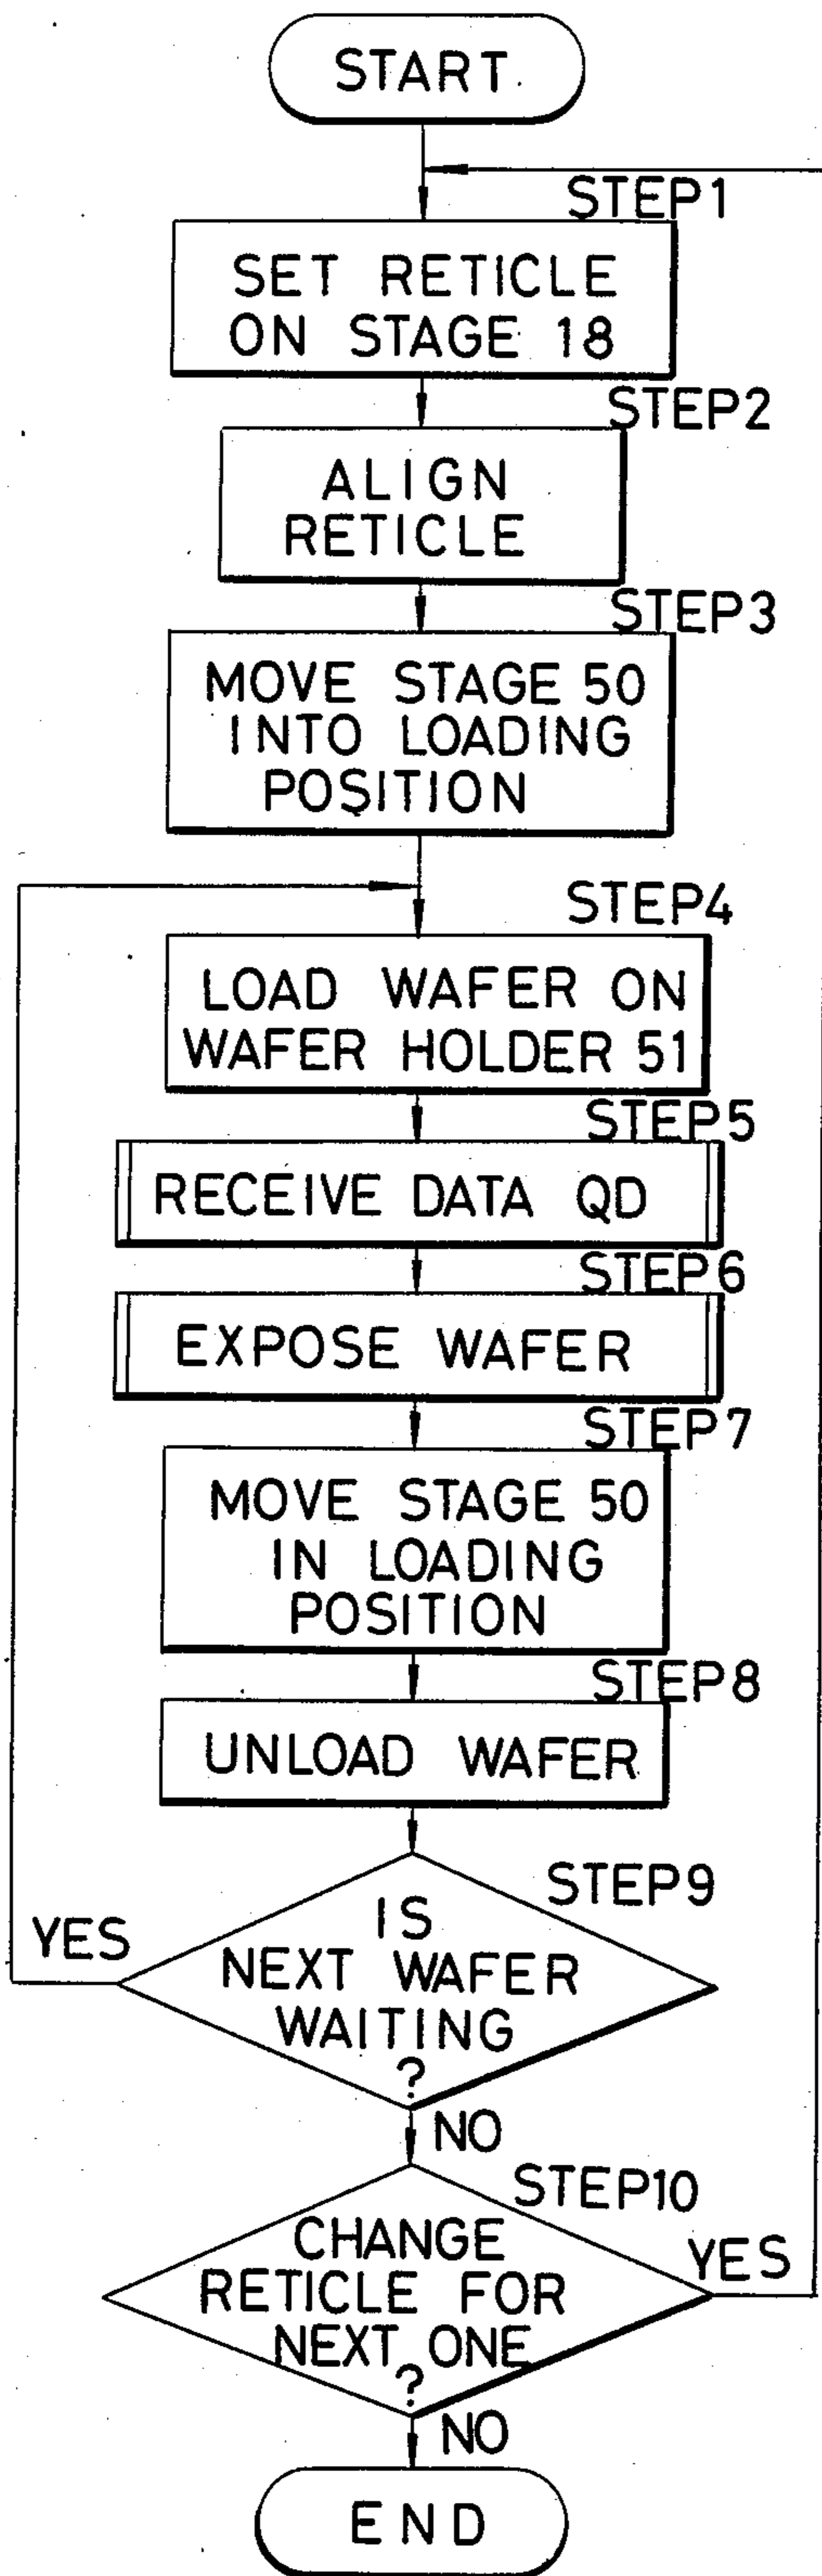 START
STEP1
SET RETICLE
ON STAGE 18
STEP2
ALIGN
RETICLE
STEP3
MOVE STAGE 50
INTO LOADING
POSITION
STEP4
LOAD WAFER ON
WAFER HOLDER 51
STEP5
RECEIVE DATA QD
STEP6
EXPOSE WAFER
STEP7
MOVE STAGE 50
IN LOADING
POSITION
STEP8
UNLOAD WAFER
STEP9
IS
NEXT WAFER
WAITING
?
YES
NO
STEP10
CHANGE
RETICLE FOR
NEXT ONE
?
YES
NO
END